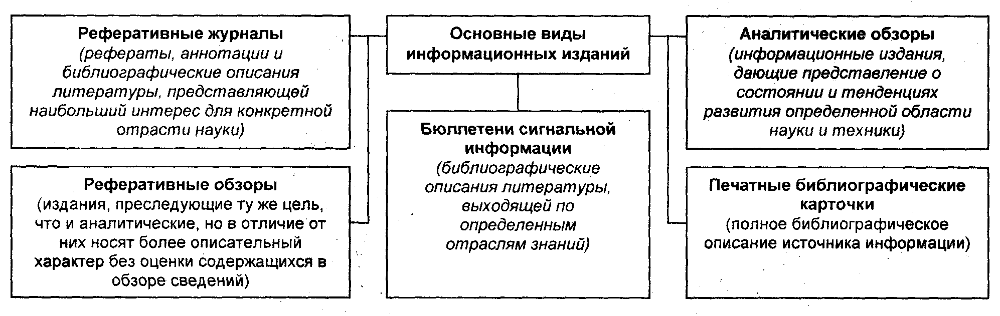 Реферативные журналы
(рефераты, аннотации и
библиографические описания
литературы, представляющей
наибольший интерес для конкретной
отрасти науки)
Реферативные обзоры
(издания, преследующие ту же цель,
что и аналитические, но в отличие от
них носят более описательный
характер без оценки содержащихся в
обзоре сведений)
Основные виды
информационных изданий
Бюллетени сигнальной
информации
(библиографические
описания литературы,
выходящей по
определенным
отраслям знаний)
Аналитические обзоры
(информационные издания,
дающие представление о
состоянии и тенденциях
развития определенной области
науки и техники)
Печатные библиографические
карточки
(полное библиографическое
описание источника информации)